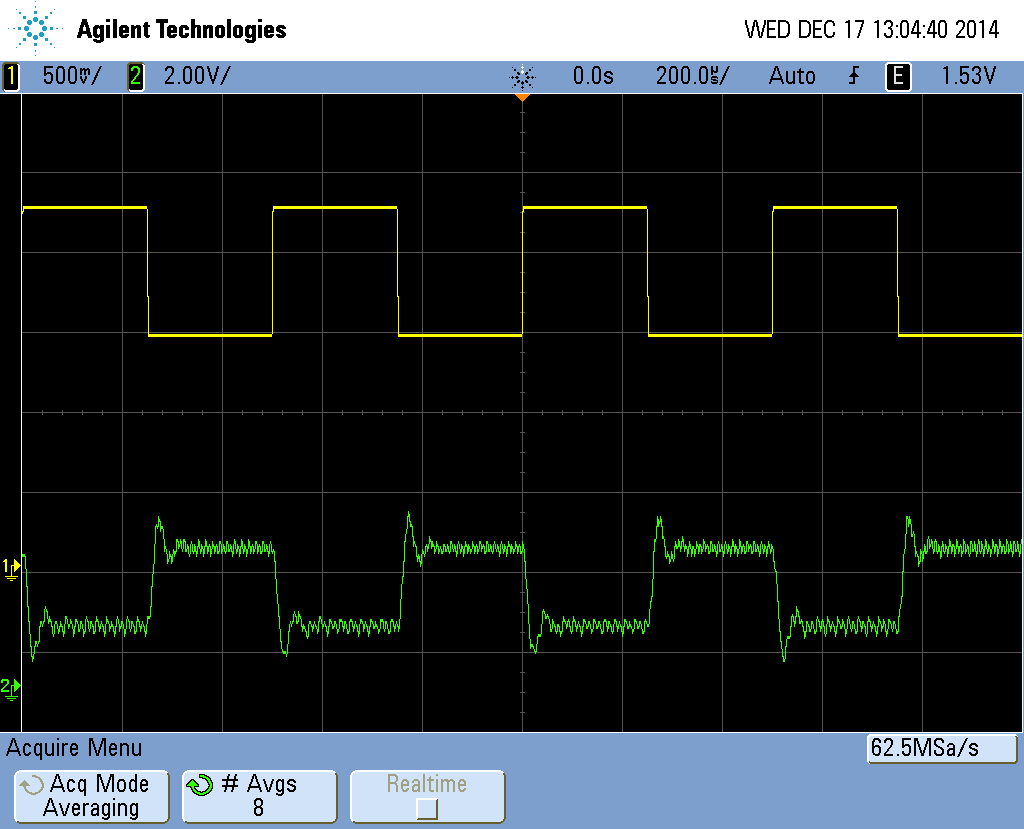 Agilent Technologies WED DEC 17 13:04:40 2014
1 500mV/ 2 2.00V/ 0.0s 200.0µs/ Auto E 1.53V
1
2
Acquire Menu 62.5MSa/s
Acq Mode # Avgs Realtime
Averaging 8